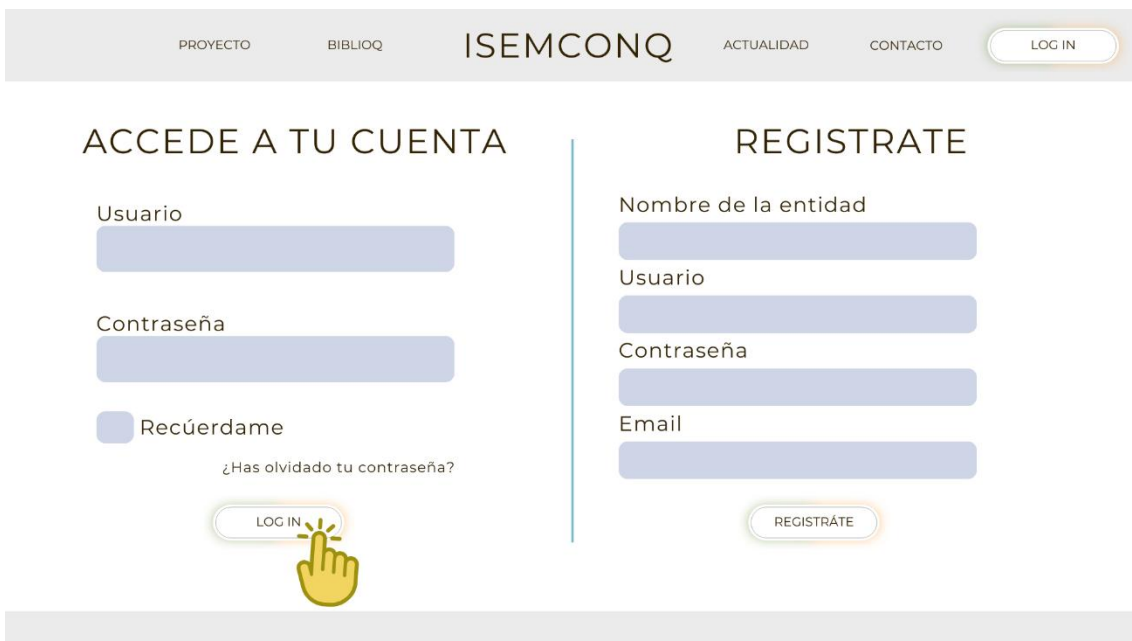 PROYECTO BIBLIOQ ISEMCONQ ACTUALIDAD CONTACTO LOG IN
ACCEDE A TU CUENTA
Usuario
Contraseña
Recúerdame
¿Has olvidado tu contraseña?
LOG IN
REGISTRATE
Nombre de la entidad
Usuario
Contraseña
Email
REGISTRÁTE